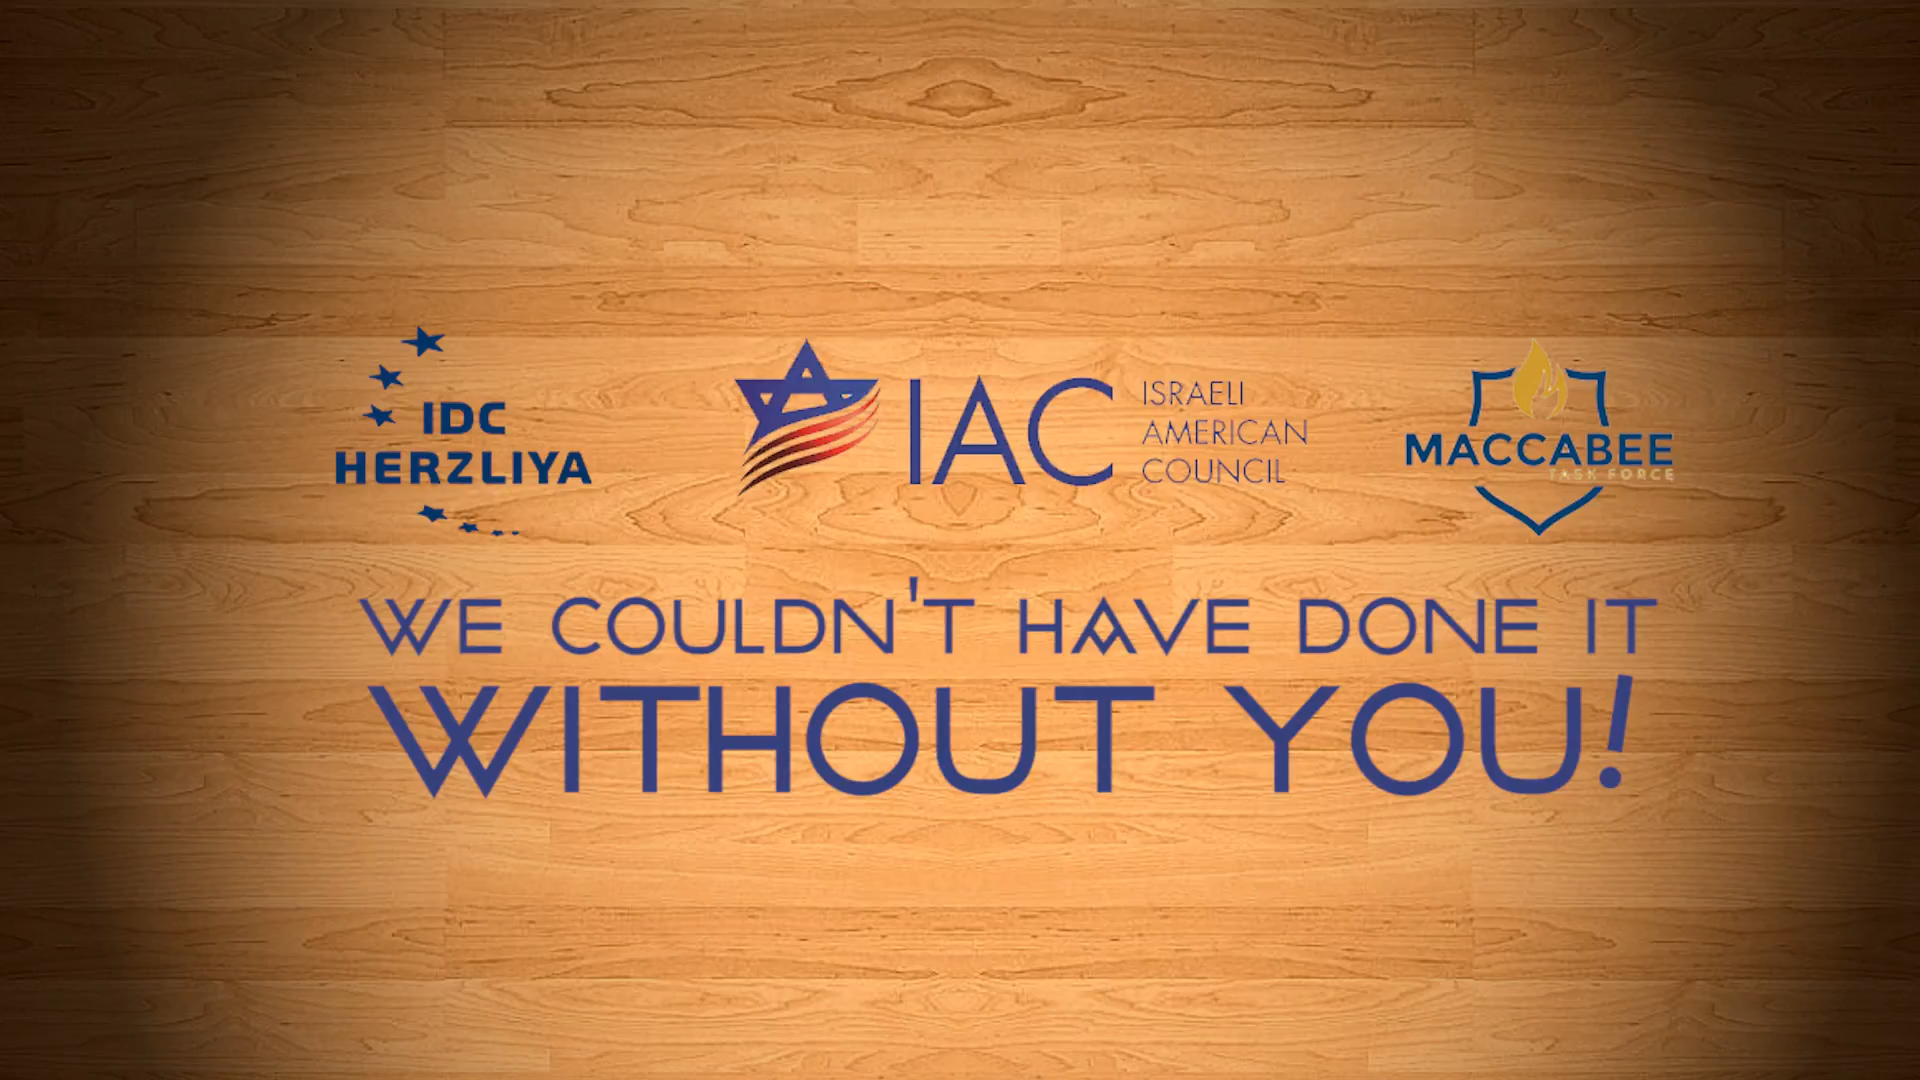 IDC
HERZLIYA
IAC
ISRAELI
AMERICAN
COUNCIL
MACCABEE
TASK FORCE
WE COULDN'T HAVE DONE IT
WITHOUT YOU!